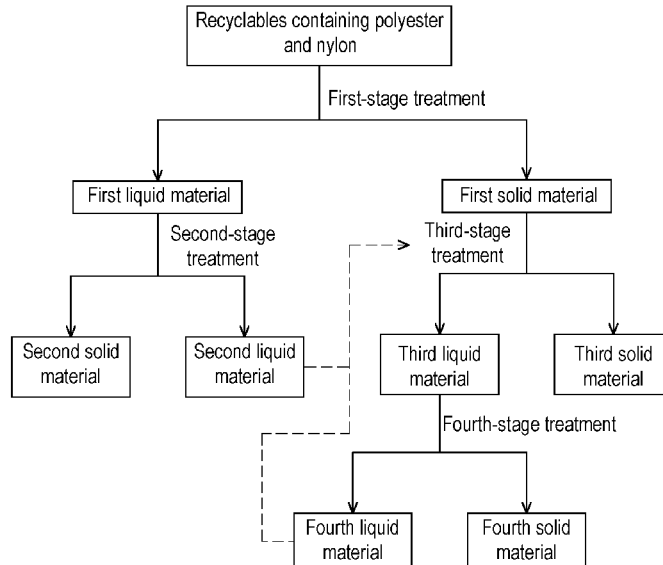 Recyclables containing polyester
and nylon
First-stage treatment
First liquid material
First solid material
Second-stage
treatment
Third-stage
treatment
Second solid
material
Second liquid
material
Third liquid
material
Third solid
material
Fourth-stage treatment
Fourth liquid
material
Fourth solid
material